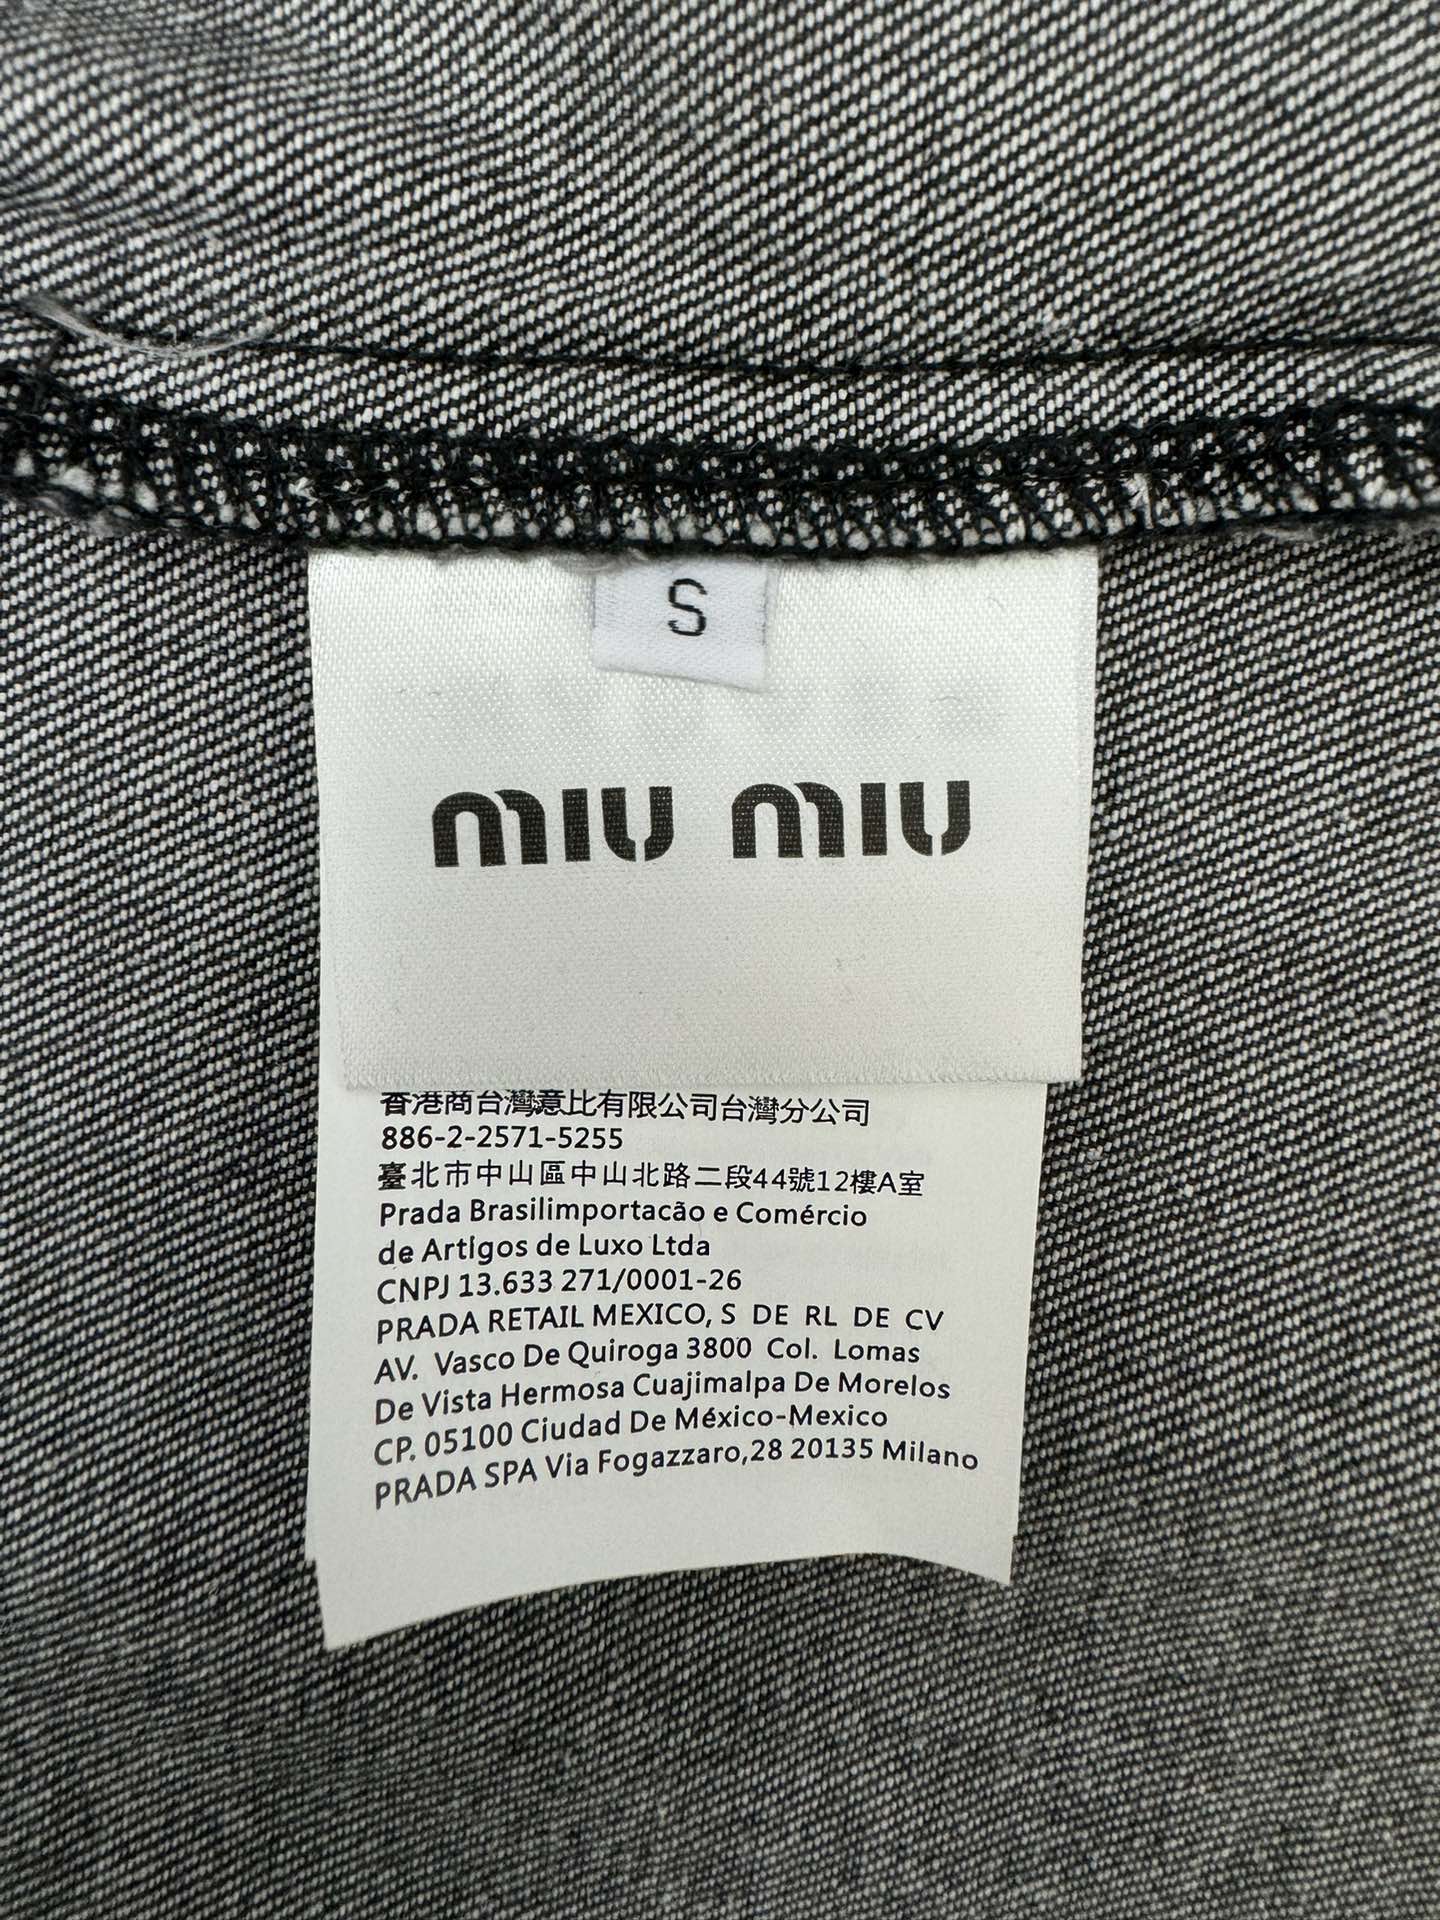 S
MIU MIU
香港商台灣意比有限公司台灣分公司
886-2-2571-5255
臺北市中山區中山北路二段44號12樓A室
Prada Brasilimportacão e Comércio
de Artigos de Luxo Ltda
CNPJ 13.633 271/0001-26
PRADA RETAIL MEXICO, S DE RL DE CV
AV. Vasco De Quiroga 3800 Col. Lomas
De Vista Hermosa Cuajimalpa De Morelos
CP. 05100 Ciudad De México-Mexico
PRADA SPA Via Fogazzaro,28 20135 Milano